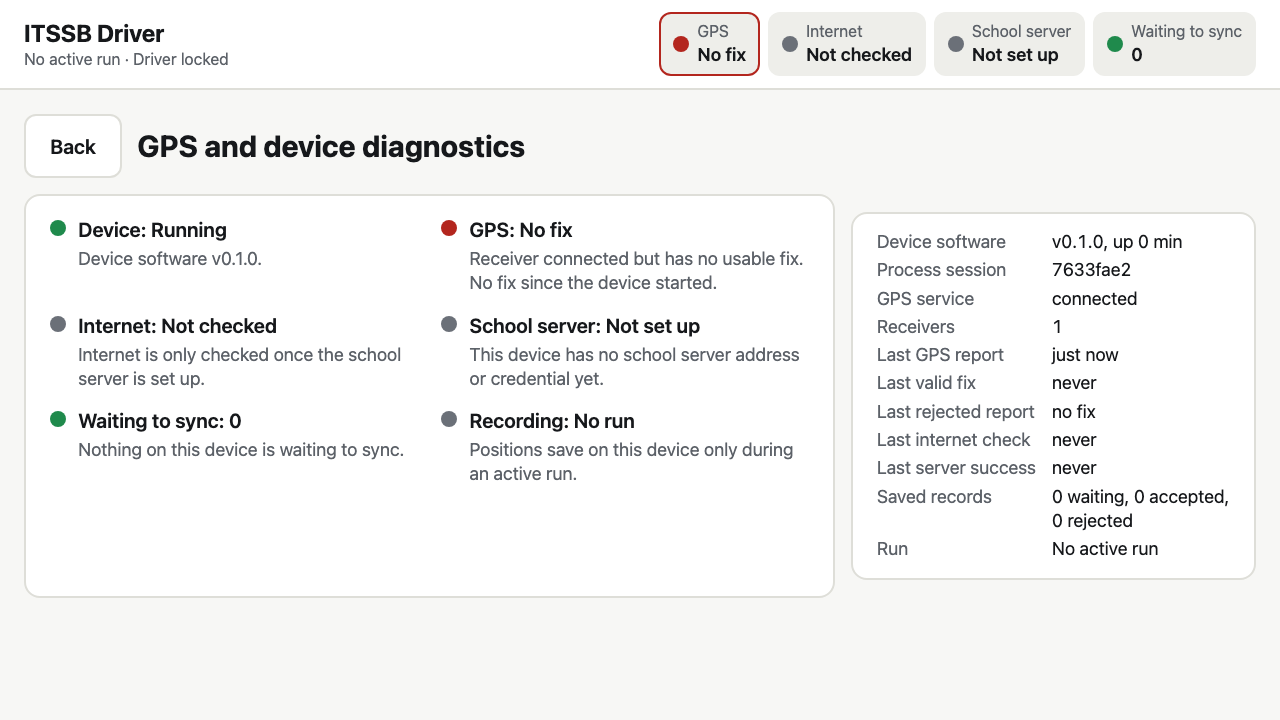 ITSSB Driver
No active run · Driver locked
GPS
No fix
Internet
Not checked
School server
Not set up
Waiting to sync
0
Back
GPS and device diagnostics
Device: Running
Device software v0.1.0.
GPS: No fix
Receiver connected but has no usable fix.
No fix since the device started.
Internet: Not checked
Internet is only checked once the school
server is set up.
School server: Not set up
This device has no school server address
or credential yet.
Waiting to sync: 0
Nothing on this device is waiting to sync.
Recording: No run
Positions save on this device only during
an active run.
Device software v0.1.0, up 0 min
Process session 7633fae2
GPS service connected
Receivers 1
Last GPS report just now
Last valid fix never
Last rejected report no fix
Last internet check never
Last server success never
Saved records 0 waiting, 0 accepted,
0 rejected
Run No active run